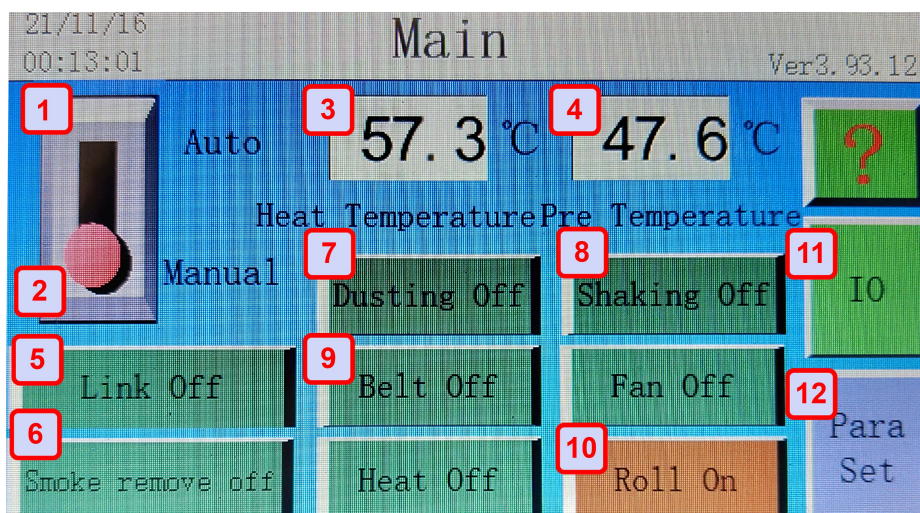 21/11/16
00:13:01
Main
Ver3.93.12
1
Auto
3
57.3 ℃
4
47.6 ℃
?
Heat Temperature
Pre Temperature
2
Manual
7
Dusting Off
8
Shaking Off
11
IO
5
Link Off
9
Belt Off
Fan Off
12
Para
Set
6
Smoke remove off
Heat Off
10
Roll On